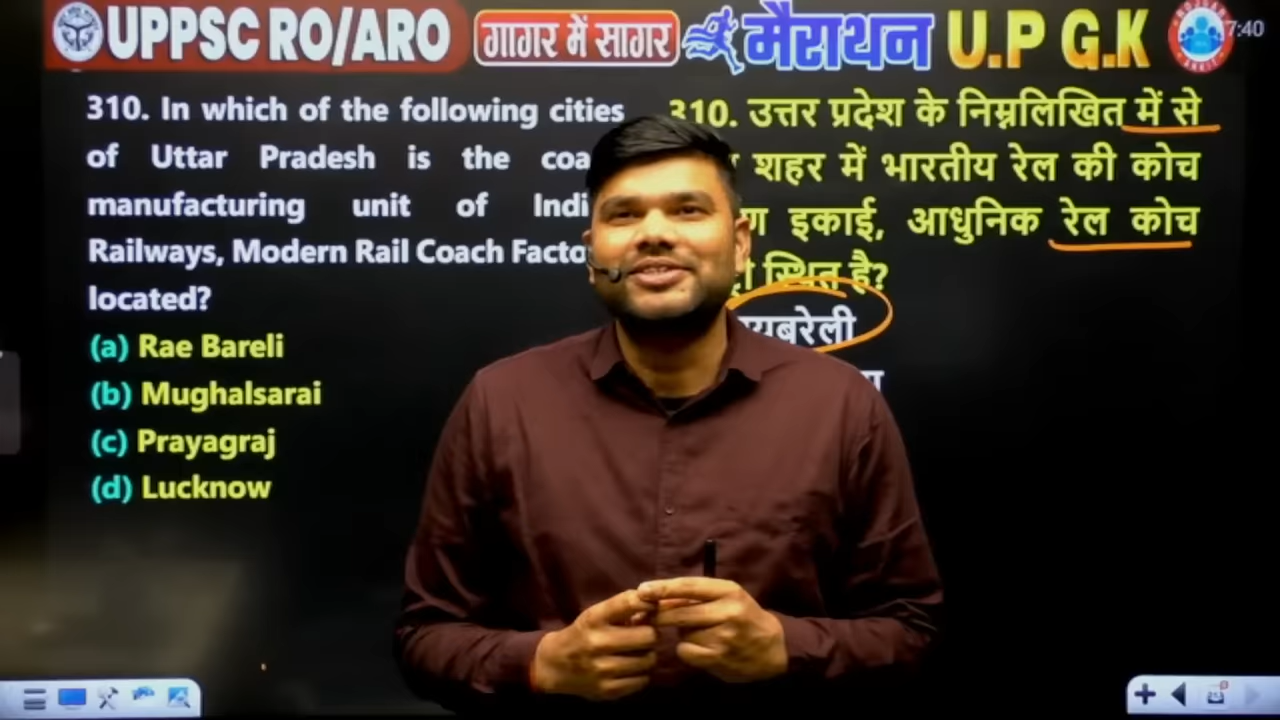 UPPSC RO/ARO
गागर में सागर
मैराथन
U.P G.K
7:40
310. In which of the following cities
of Uttar Pradesh is the
manufacturing unit of
Railways, Modern Rail Coach
located?
(a) Rae Bareli
(b) Mughalsarai
(c) Prayagraj
(d) Lucknow
310. उत्तर प्रदेश के निम्नलिखित में से
शहर में भारतीय रेल की कोच
इकाई, आधुनिक रेल कोच
स्थित है?